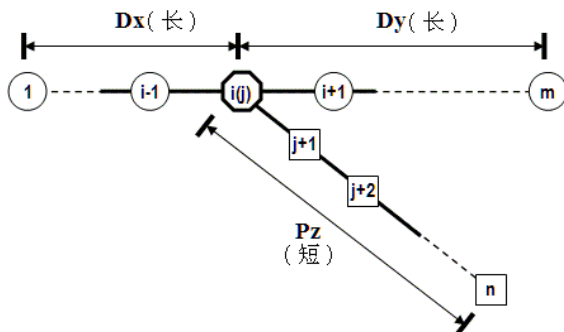 Dx(长)
Dy(长)
1
i-1
i(j)
i+1
m
j+1
j+2
Pz
(短)
n